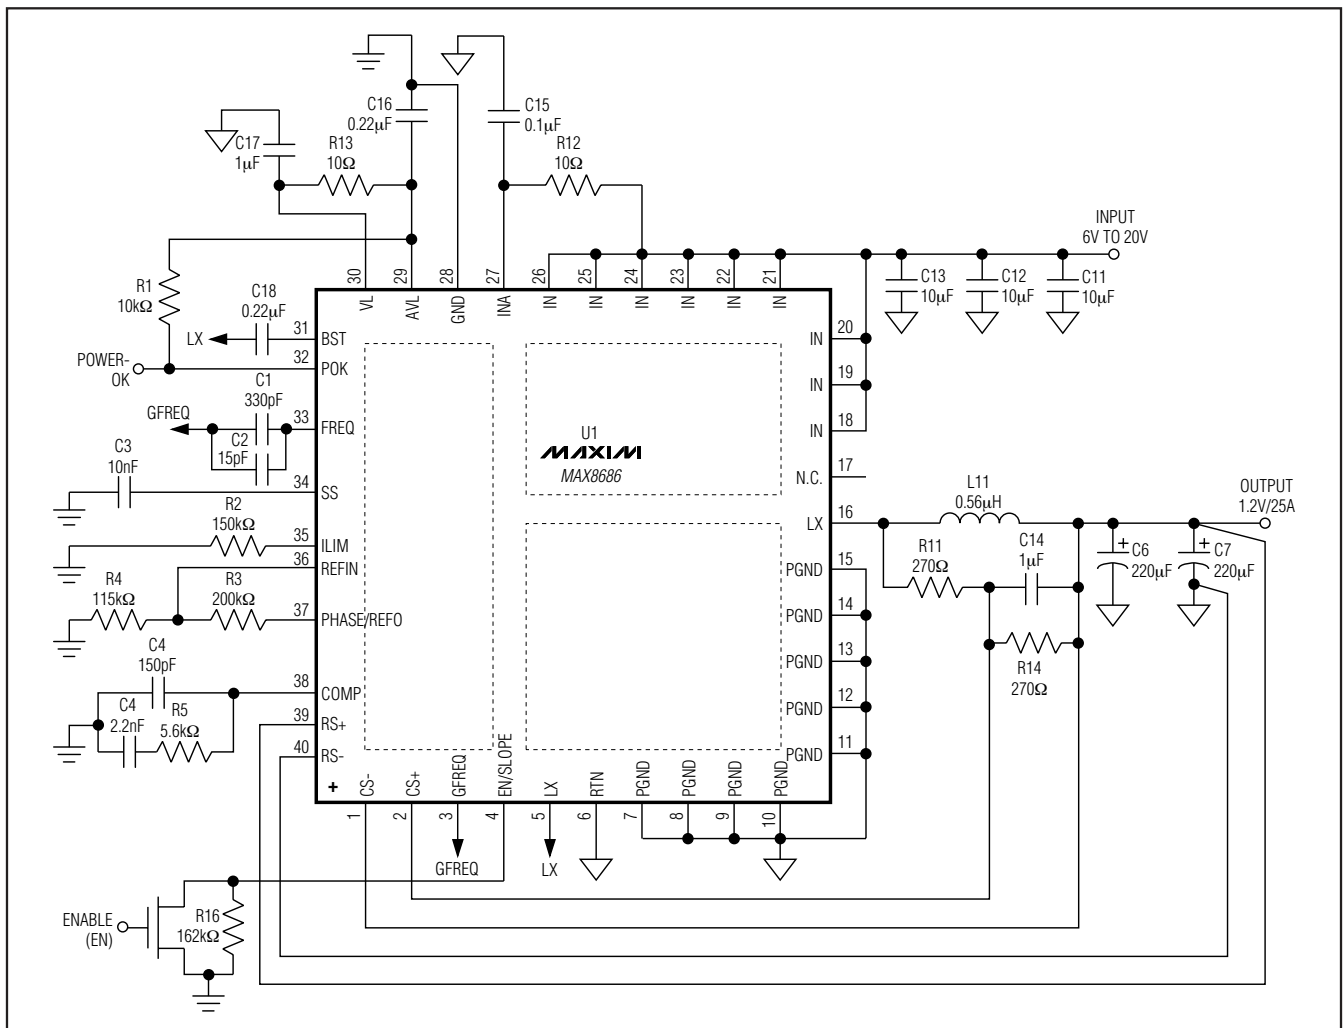 C17
1μF
R13
10Ω
C16
0.22μF
C15
0.1μF
R12
10Ω
INPUT
6V TO 20V
C13
10μF
C12
10μF
C11
10μF
R1
10kΩ
C18
0.22μF
LX
POWER-
OK
C1
330pF
GFREQ
C2
15pF
C3
10nF
R2
150kΩ
R4
115kΩ
R3
200kΩ
C4
150pF
C4
2.2nF
R5
5.6kΩ
30
29
28
27
26
25
24
23
22
21
VL
AVL
GND
INA
IN
IN
IN
IN
IN
IN
31
BST
32
POK
33
FREQ
34
SS
35
ILIM
36
REFIN
37
PHASE/REFO
38
COMP
39
RS+
40
RS-
+
U1
MAXIM
MAX8686
IN
20
IN
19
IN
18
N.C.
17
LX
16
PGND
15
PGND
14
PGND
13
PGND
12
PGND
11
L11
0.56μH
R11
270Ω
C14
1μF
R14
270Ω
OUTPUT
1.2V/25A
+
C6
220μF
+
C7
220μF
CS-
CS+
GFREQ
EN/SLOPE
LX
RTN
PGND
PGND
PGND
PGND
1
2
3
4
5
6
7
8
9
10
GFREQ
LX
ENABLE
(EN)
R16
162kΩ